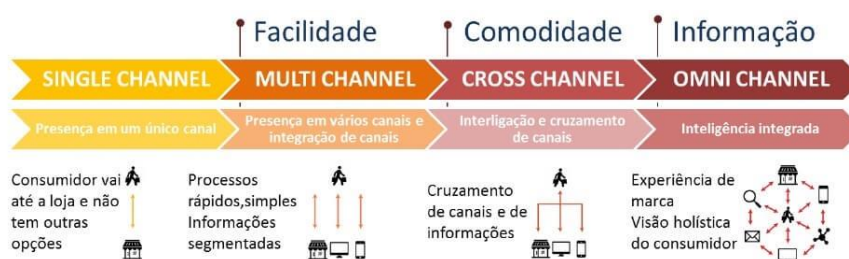 Facilidade
Comodidade
Informação
SINGLE CHANNEL
MULTI CHANNEL
CROSS CHANNEL
OMNI CHANNEL
Presença em um único canal
Presença em vários canais e
integração de canais
Interligação e cruzamento
de canais
Inteligência integrada
Consumidor vai
até a loja e não
tem outras
opções
Processos
rápidos,simples
Informações
segmentadas
Cruzamento
de canais e de
informações
Experiência de
marca
Visão holística
do consumidor